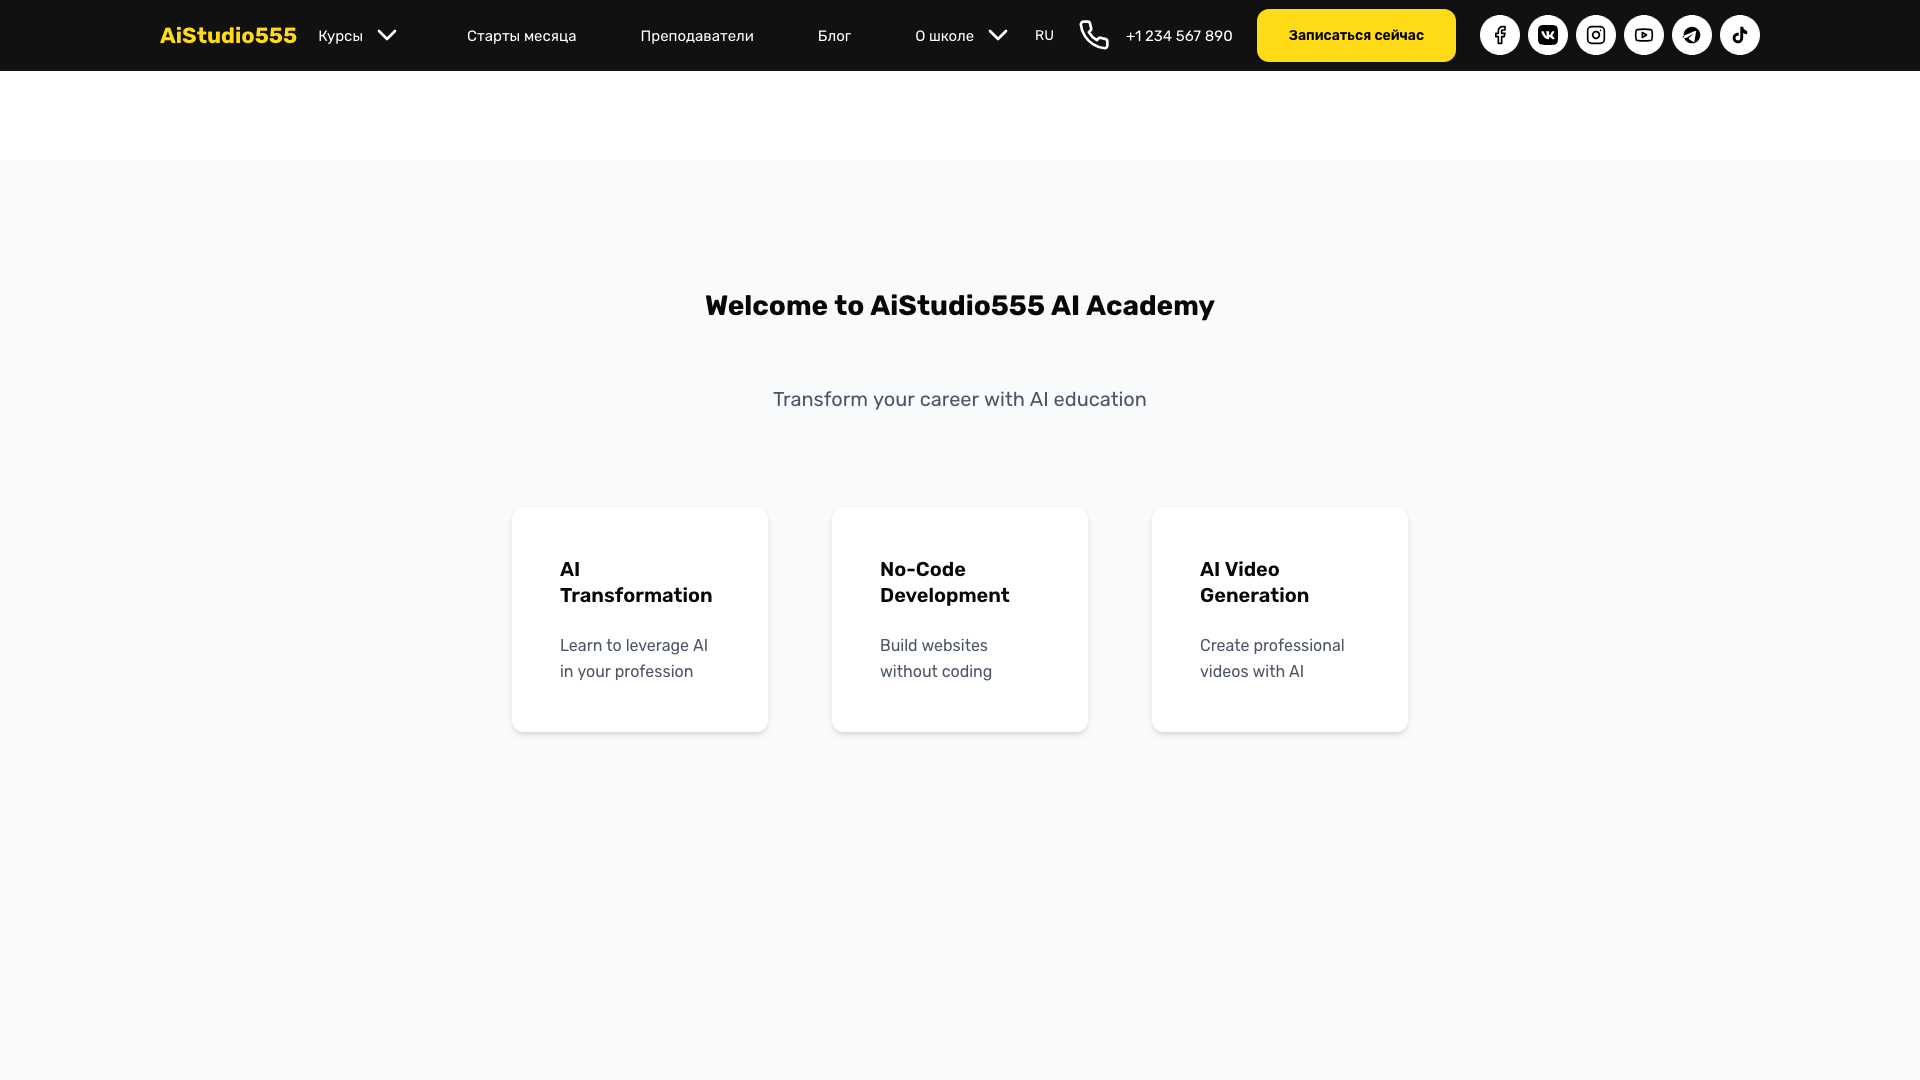 AiStudio555
Курсы
Старты месяца
Преподаватели
Блог
О школе
RU
+1 234 567 890
Записаться сейчас
Welcome to AiStudio555 AI Academy
Transform your career with AI education
AI
Transformation
Learn to leverage AI
in your profession
No-Code
Development
Build websites
without coding
AI Video
Generation
Create professional
videos with AI